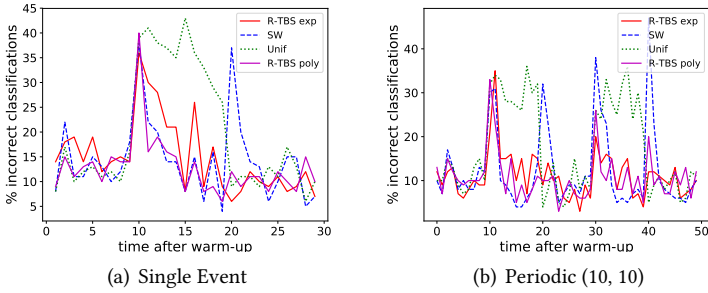 % incorrect classifications
45
40
35
30
25
20
15
10
5
0
5
10
15
20
25
30
time after warm-up
R-TBS exp
SW
Unif
R-TBS poly
(a) Single Event
% incorrect classifications
40
30
20
10
0
10
20
30
40
50
time after warm-up
R-TBS exp
SW
Unif
R-TBS poly
(b) Periodic (10, 10)